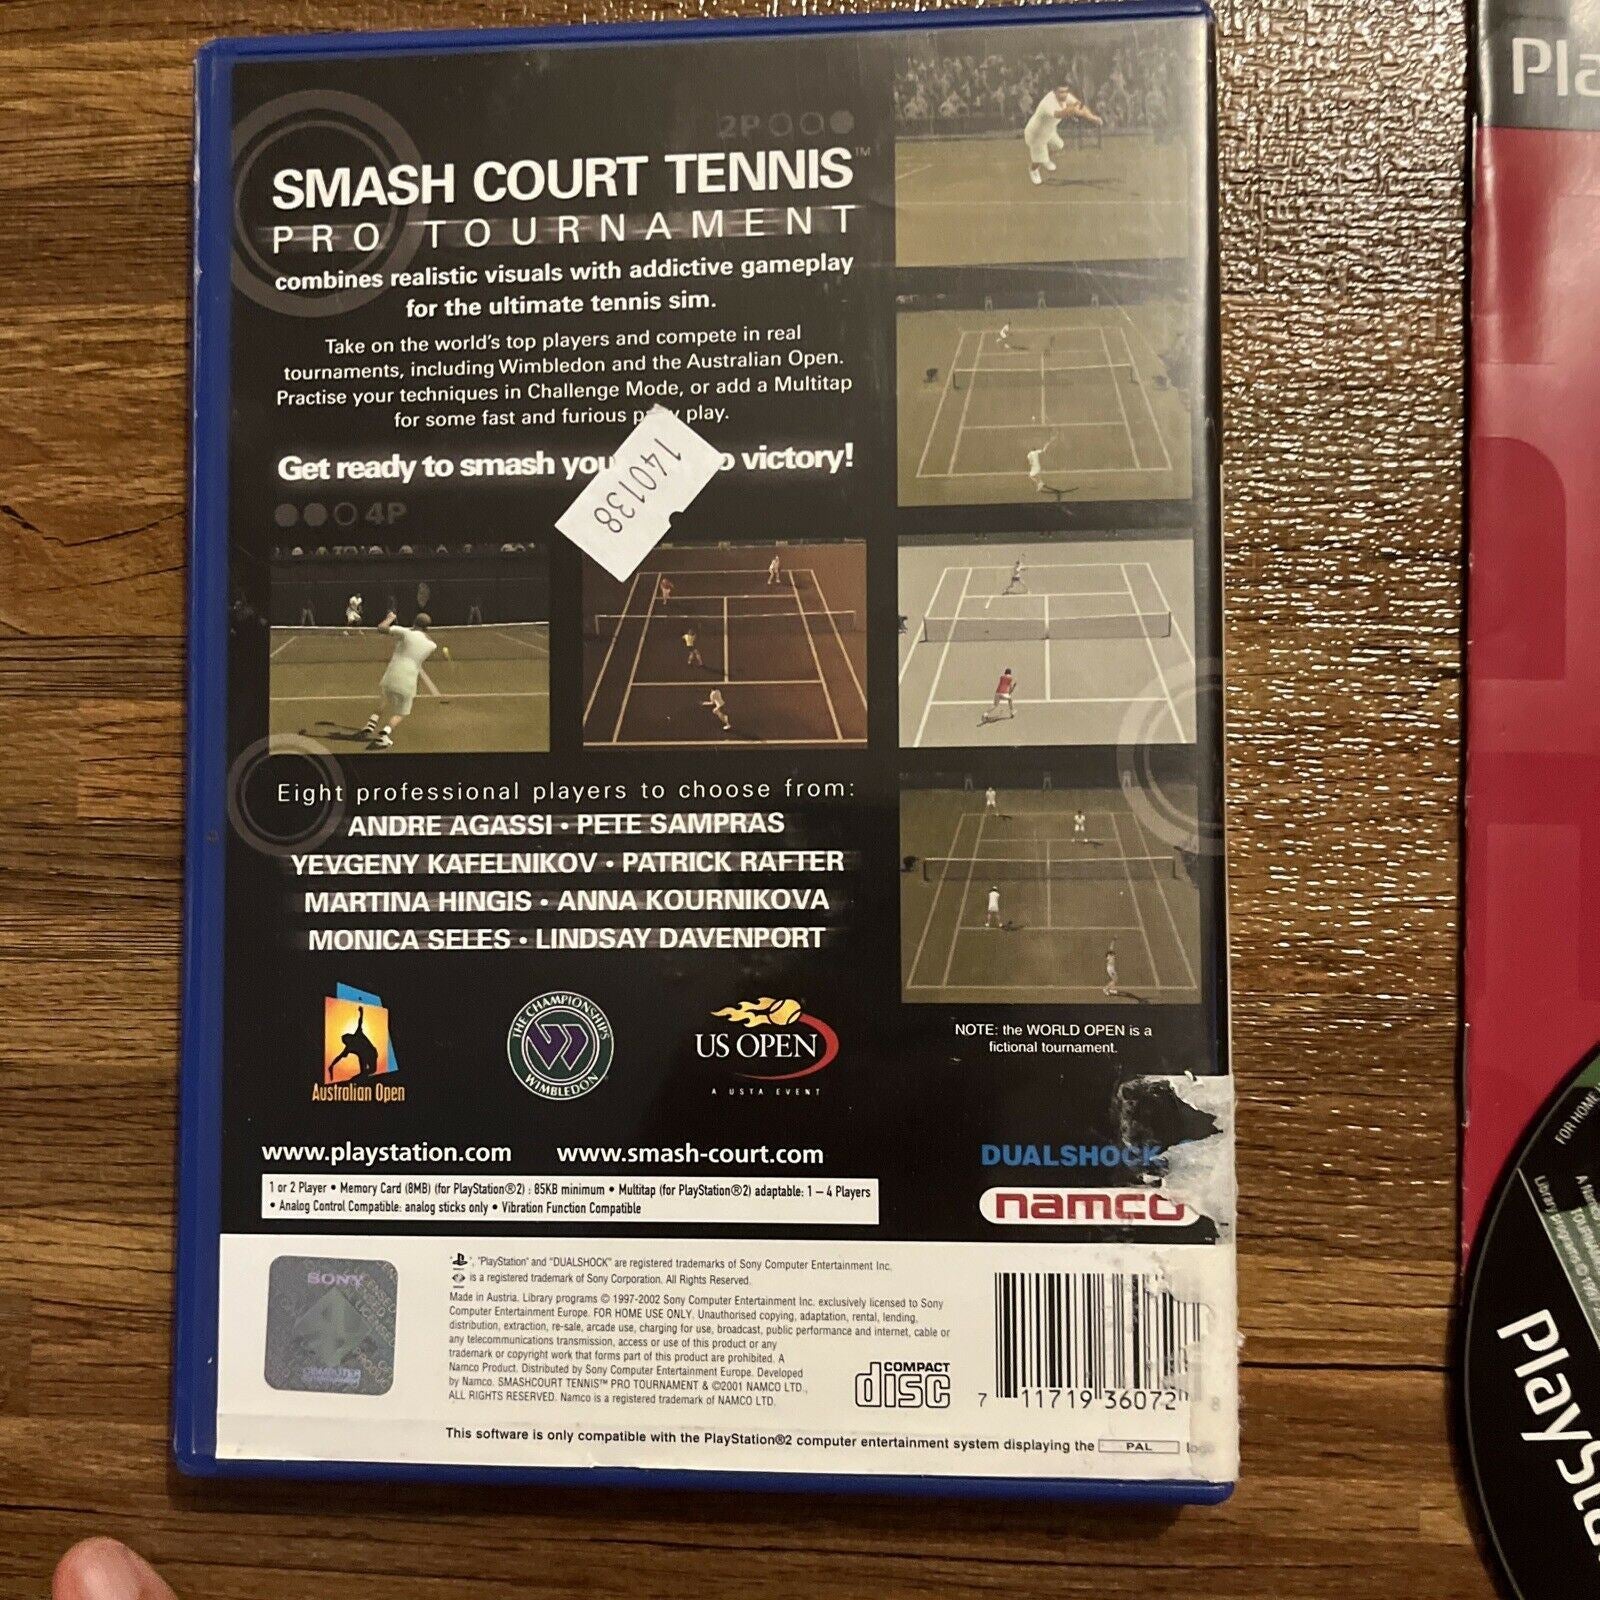 2P
SMASH COURT TENNIS™
PRO TOURNAMENT
combines realistic visuals with addictive gameplay
for the ultimate tennis sim.
Take on the world's top players and compete in real
tournaments, including Wimbledon and the Australian Open.
Practise your techniques in Challenge Mode, or add a Multitap
for some fast and furious play.
Get ready to smash victory!
140138
4P
Eight professional players to choose from:
ANDRE AGASSI • PETE SAMPRAS
YEVGENY KAFELNIKOV • PATRICK RAFTER
MARTINA HINGIS • ANNA KOURNIKOVA
MONICA SELES • LINDSAY DAVENPORT
Australian Open
THE CHAMPIONSHIPS
WIMBLEDON
US OPEN
A USTA EVENT
NOTE: the WORLD OPEN is a
fictional tournament.
www.playstation.com www.smash-court.com
DUALSHOCK
namco
1 or 2 Player • Memory Card (8MB) (for PlayStation®2) : 85KB minimum • Multitap (for PlayStation®2) adaptable: 1 – 4 Players
• Analog Control Compatible: analog sticks only • Vibration Function Compatible
SONY
COMPUTER
", "PlayStation" and "DUALSHOCK" are registered trademarks of Sony Computer Entertainment Inc.
is a registered trademark of Sony Corporation. All Rights Reserved.
Made in Austria. Library programs © 1997-2002 Sony Computer Entertainment Inc. exclusively licensed to Sony
Computer Entertainment Europe. FOR HOME USE ONLY. Unauthorised copying, adaptation, rental, lending,
distribution, extraction, re-sale, arcade use, charging for use, broadcast, public performance and internet, cable or
any telecommunications transmission, access or use of this product or any
trademark or copyright work that forms part of this product are prohibited. A
Namco Product. Distributed by Sony Computer Entertainment Europe. Developed
by Namco. SMASHCOURT TENNIS™ PRO TOURNAMENT & ©2001 NAMCO LTD.,
ALL RIGHTS RESERVED. Namco is a registered trademark of NAMCO LTD.
COMPACT
disc
7 11719 36072 8
This software is only compatible with the PlayStation®2 computer entertainment system displaying the PAL logo
Pla
FOR HOME
PlaySta